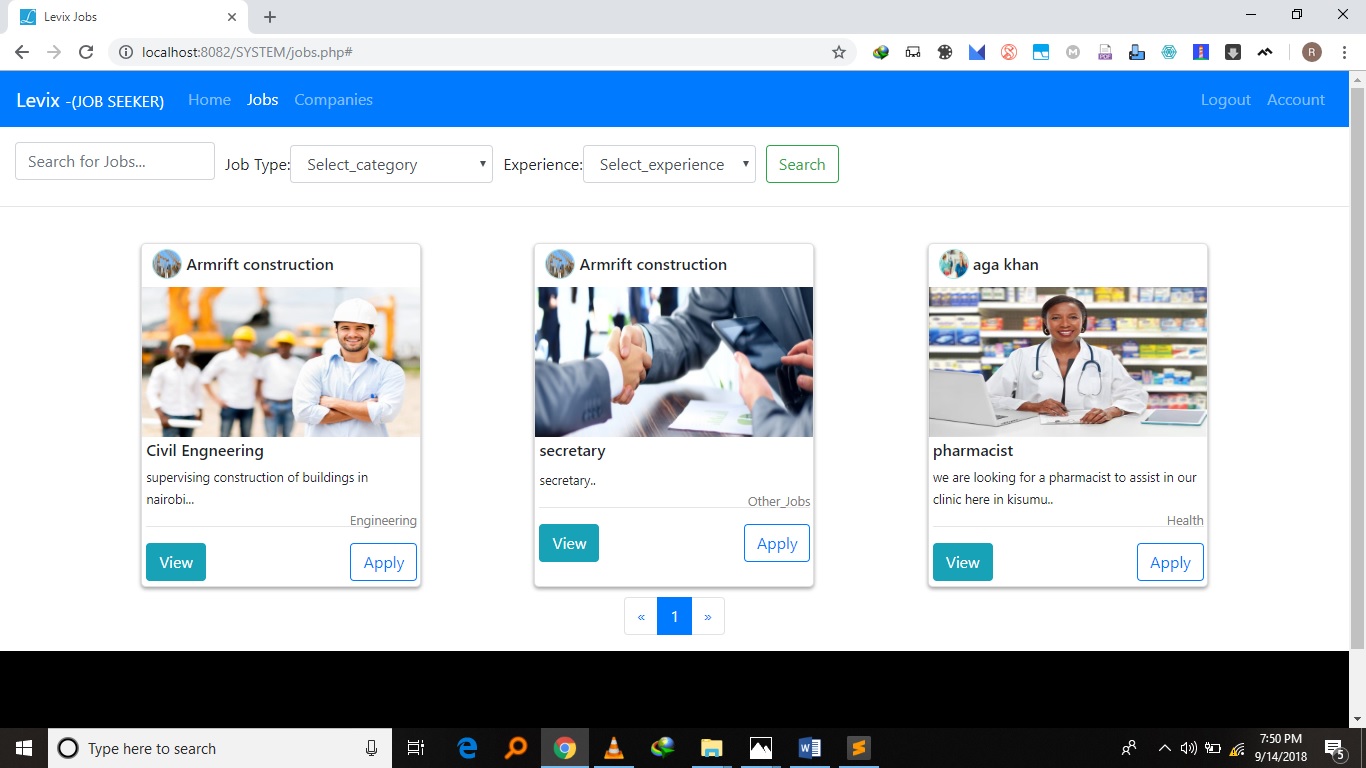 Levix Jobs
localhost:8082/SYSTEM/jobs.php#
R
Levix -(JOB SEEKER) Home Jobs Companies Logout Account
Search for Jobs... Job Type: Select_category Experience: Select_experience Search
Armrift construction
Civil Engneering
supervising construction of buildings in
nairobi...
Engineering
View Apply
Armrift construction
secretary
secretary..
Other_Jobs
View Apply
aga khan
pharmacist
we are looking for a pharmacist to assist in our
clinic here in kisumu..
Health
View Apply
« 1 »
Type here to search
7:50 PM
9/14/2018
5